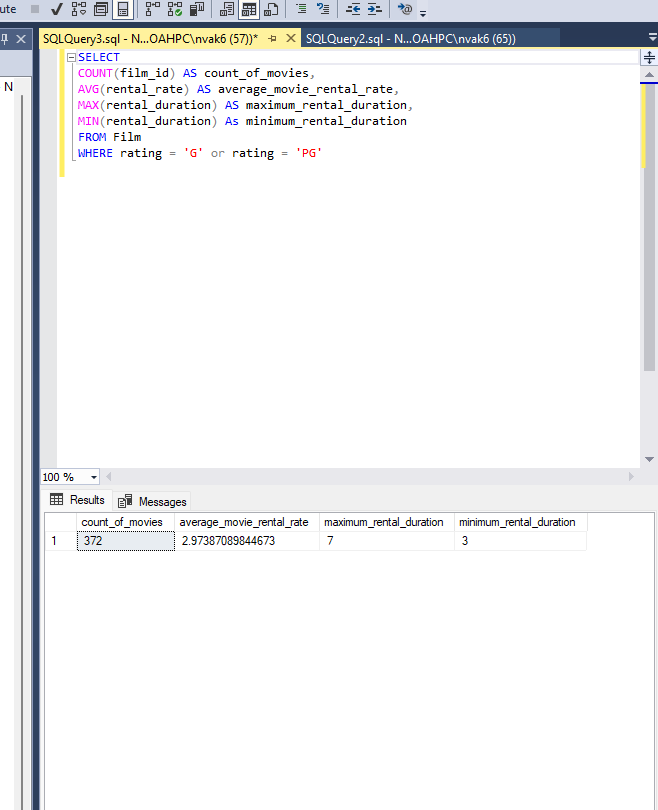 ute
SQLQuery3.sql - N...OAHPC\nvak6 (57))*
SQLQuery2.sql - N...OAHPC\nvak6 (65))
N
SELECT
COUNT(film_id) AS count_of_movies,
AVG(rental_rate) AS average_movie_rental_rate,
MAX(rental_duration) AS maximum_rental_duration,
MIN(rental_duration) As minimum_rental_duration
FROM Film
WHERE rating = 'G' or rating = 'PG'
100 %
Results
Messages
count_of_movies average_movie_rental_rate maximum_rental_duration minimum_rental_duration
1 372 2.97387089844673 7 3